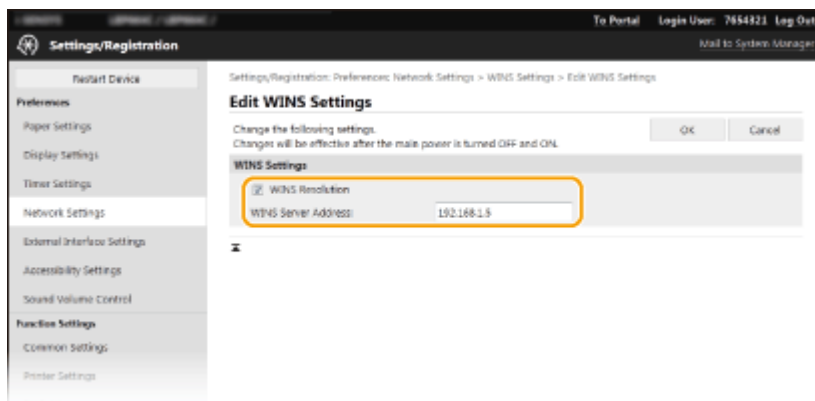 To Portal Login User: 7654321 Log Out
Settings/Registration
Mail to System Manager
Restart Device
Preferences
Paper Settings
Display Settings
Timer Settings
Network Settings
External Interface Settings
Accessibility Settings
Sound Volume Control
Function Settings
Common Settings
Printer Settings
Settings/Registration: Preferences: Network Settings > WINS Settings > Edit WINS Settings
Edit WINS Settings
Change the following settings.
Changes will be effective after the main power is turned OFF and ON.
OK Cancel
WINS Settings
WINS Resolution
WINS Server Address: 192.168.1.5